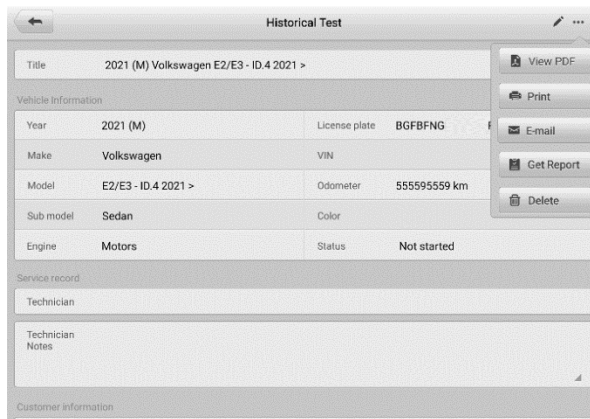 Historical Test
Title 2021 (M) Volkswagen E2/E3 - ID.4 2021 >
View PDF
Print
E-mail
Get Report
Delete
Vehicle Information
Year 2021 (M) License plate BGFBFNG
Make Volkswagen VIN
Model E2/E3 - ID.4 2021 > Odometer 555595559 km
Sub model Sedan Color
Engine Motors Status Not started
Service record
Technician
Technician
Notes
Customer information